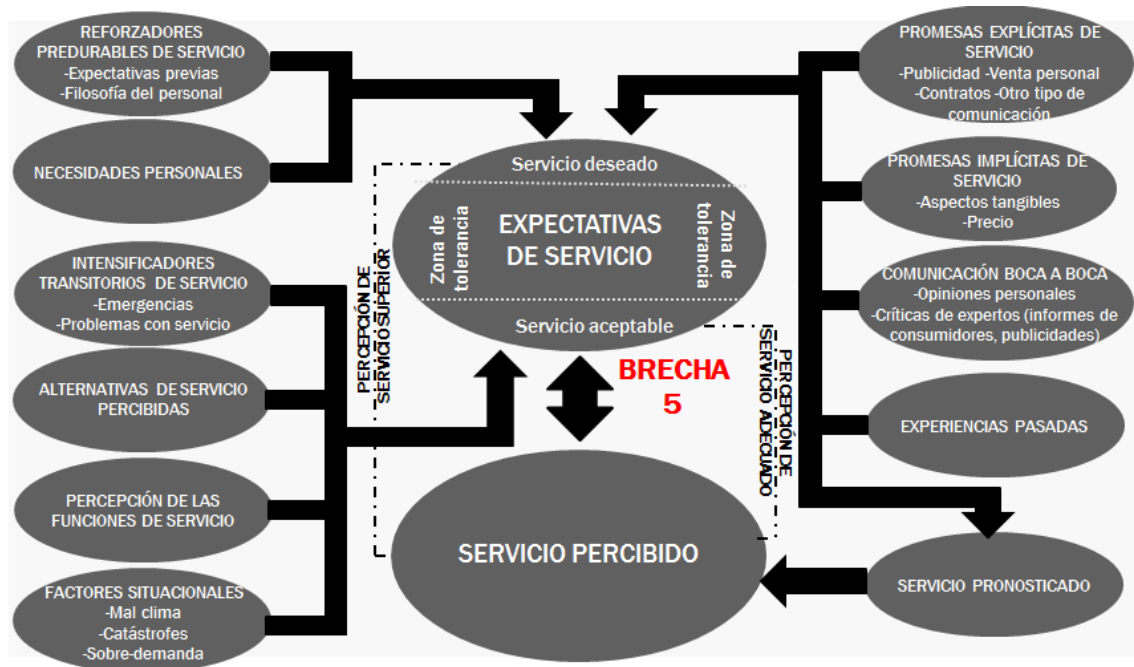 REFORZADORES
PREDURABLES DE SERVICIO
-Expectativas previas
-Filosofía del personal
NECESIDADES PERSONALES
INTENSIFICADORES
TRANSITORIOS DE SERVICIO
-Emergencias
-Problemas con servicio
ALTERNATIVAS DE SERVICIO
PERCIBIDAS
PERCEPCIÓN DE LAS
FUNCIONES DE SERVICIO
FACTORES SITUACIONALES
-Mal clima
-Catástrofes
-Sobre-demanda
PERCEPCIÓN DE
SERVICIO SUPERIOR
Servicio deseado
Zona de
tolerancia
EXPECTATIVAS
DE SERVICIO
Zona de
tolerancia
Servicio aceptable
BRECHA
5
PERCEPCIÓN DE
SERVICIO ADECUADO
SERVICIO PERCIBIDO
PROMESAS EXPLÍCITAS DE
SERVICIO
-Publicidad -Venta personal
-Contratos -Otro tipo de
comunicación
PROMESAS IMPLÍCITAS DE
SERVICIO
-Aspectos tangibles
-Precio
COMUNICACIÓN BOCA A BOCA
-Opiniones personales
-Críticas de expertos (informes de
consumidores, publicidades)
EXPERIENCIAS PASADAS
SERVICIO PRONOSTICADO